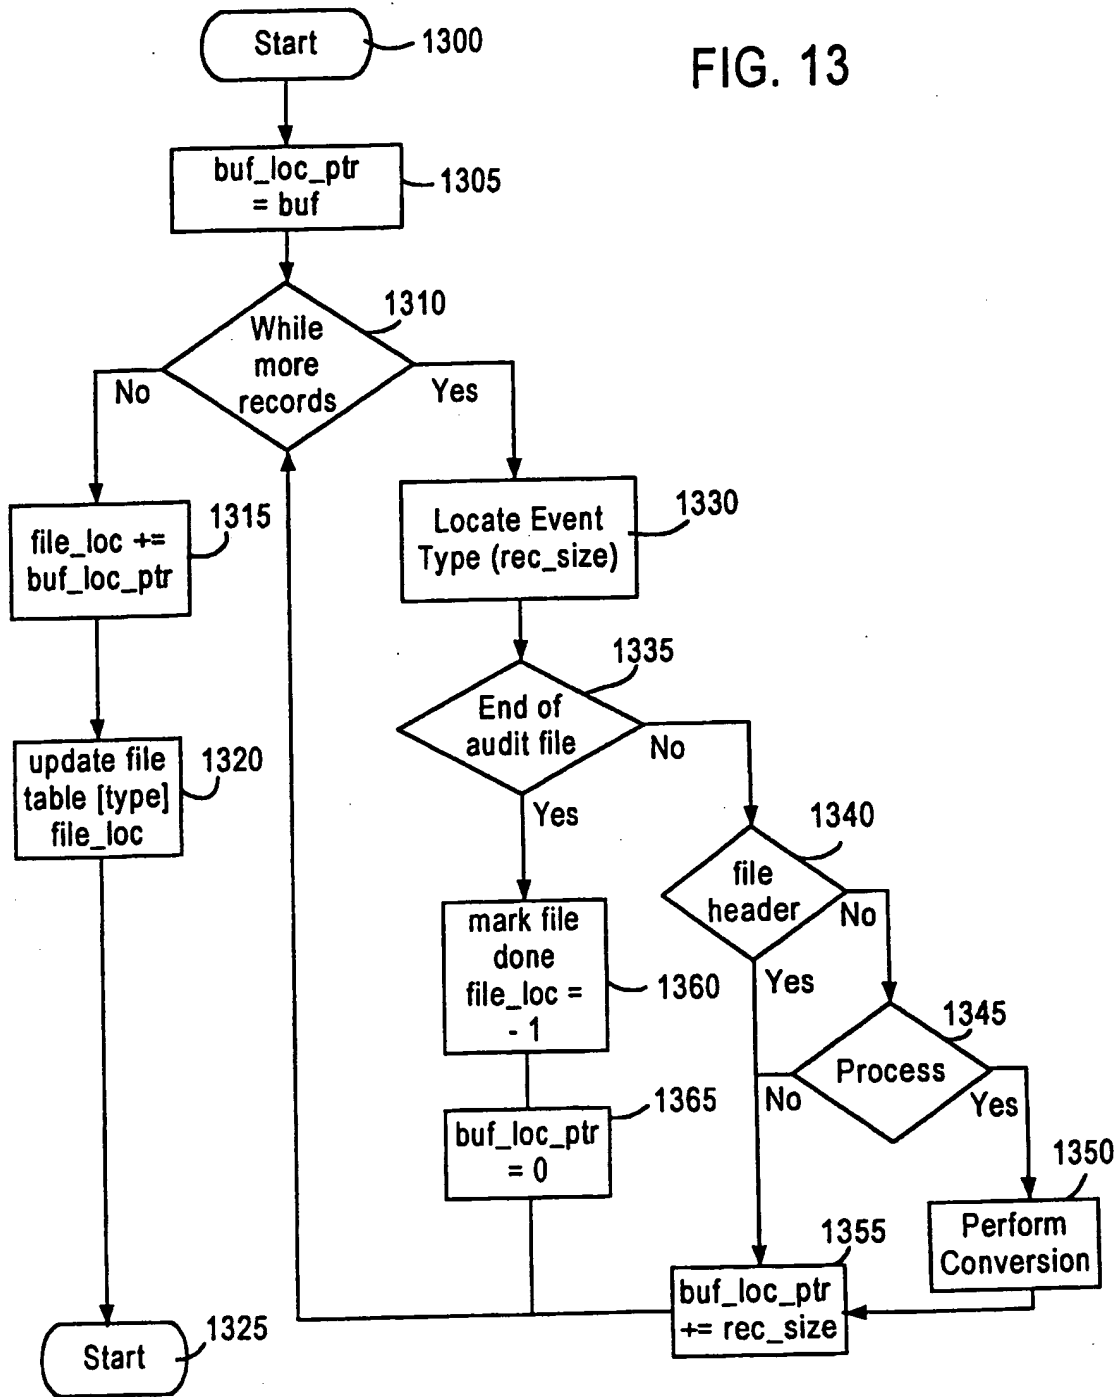 Start
1300
FIG. 13
buf_loc_ptr
= buf
1305
While
more
records
1310
No
Yes
file_loc +=
buf_loc_ptr
1315
Locate Event
Type (rec_size)
1330
End of
audit file
1335
No
Yes
update file
table [type]
file_loc
1320
file
header
1340
No
Yes
mark file
done
file_loc =
- 1
1360
Process
1345
No
Yes
buf_loc_ptr
= 0
1365
Perform
Conversion
1350
buf_loc_ptr
+= rec_size
1355
Start
1325